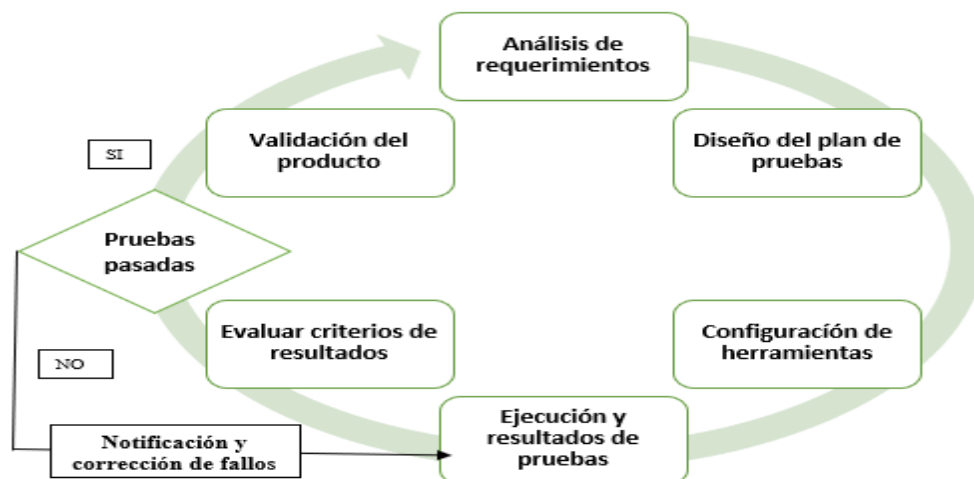 Análisis de
requerimientos
Diseño del plan de
pruebas
Configuracíón de
herramientas
Ejecución y
resultados de
pruebas
Evaluar criterios de
resultados
Pruebas
pasadas
SI
Validación del
producto
NO
Notificación y
corrección de fallos